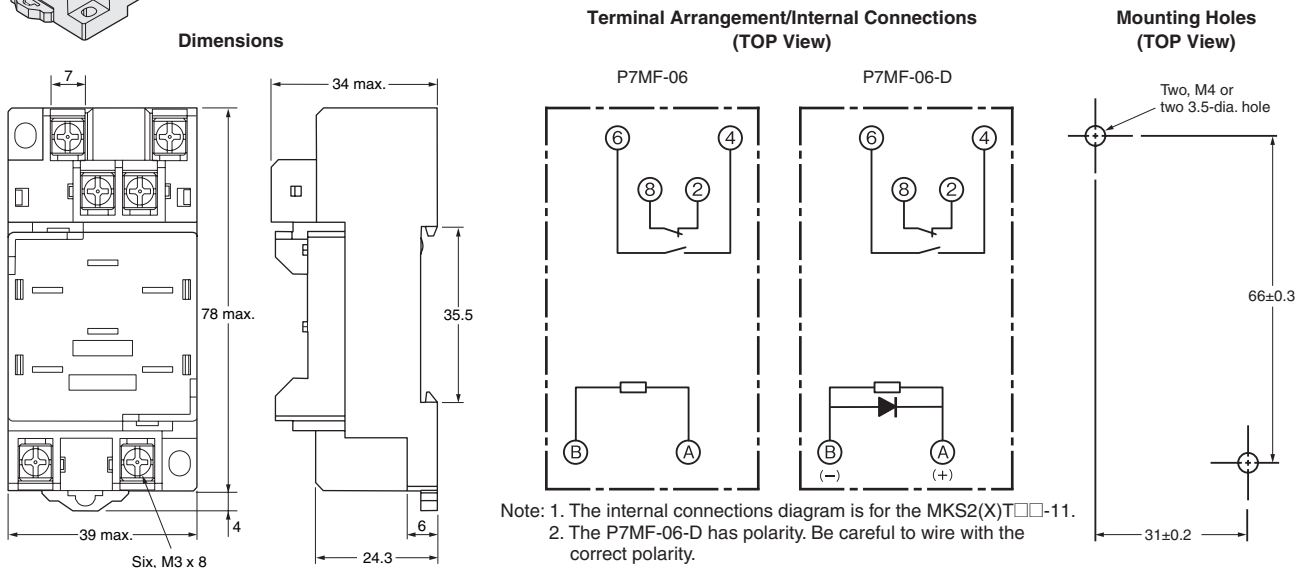 Dimensions
7
34 max.
78 max.
35.5
39 max.
4
Six, M3 x 8
6
24.3
Terminal Arrangement/Internal Connections
(TOP View)
P7MF-06
6
4
8
2
B
A
P7MF-06-D
6
4
8
2
B
A
(−)
(+)
Note: 1. The internal connections diagram is for the MKS2(X)T□□-11.
2. The P7MF-06-D has polarity. Be careful to wire with the
correct polarity.
Mounting Holes
(TOP View)
Two, M4 or
two 3.5-dia. hole
66±0.3
31±0.2